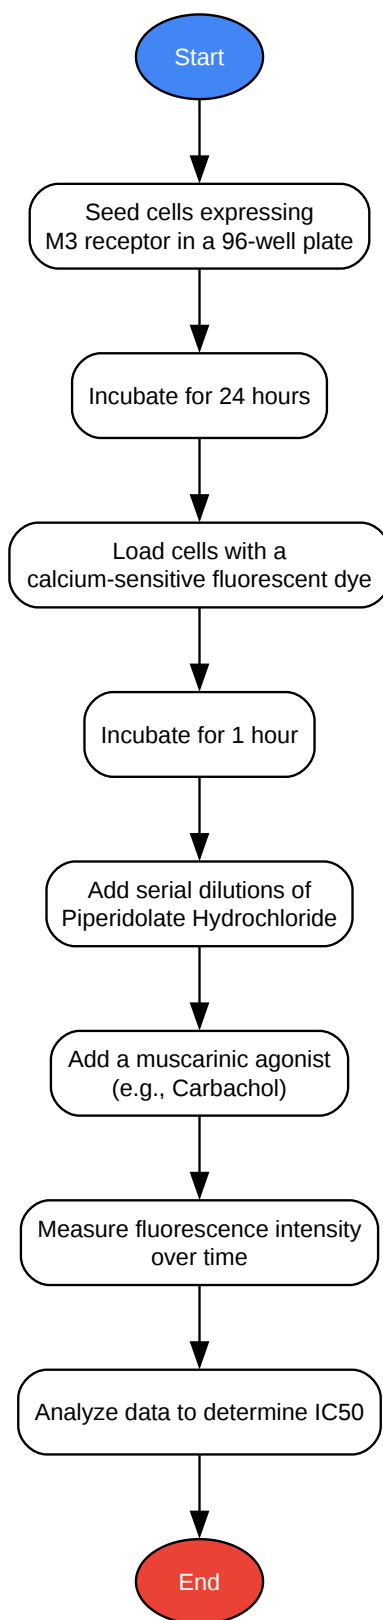 Start
Seed cells expressing
M3 receptor in a 96-well plate
Incubate for 24 hours
Load cells with a
calcium-sensitive fluorescent dye
Incubate for 1 hour
Add serial dilutions of
Piperidolate Hydrochloride
Add a muscarinic agonist
(e.g., Carbachol)
Measure fluorescence intensity
over time
Analyze data to determine IC50
End